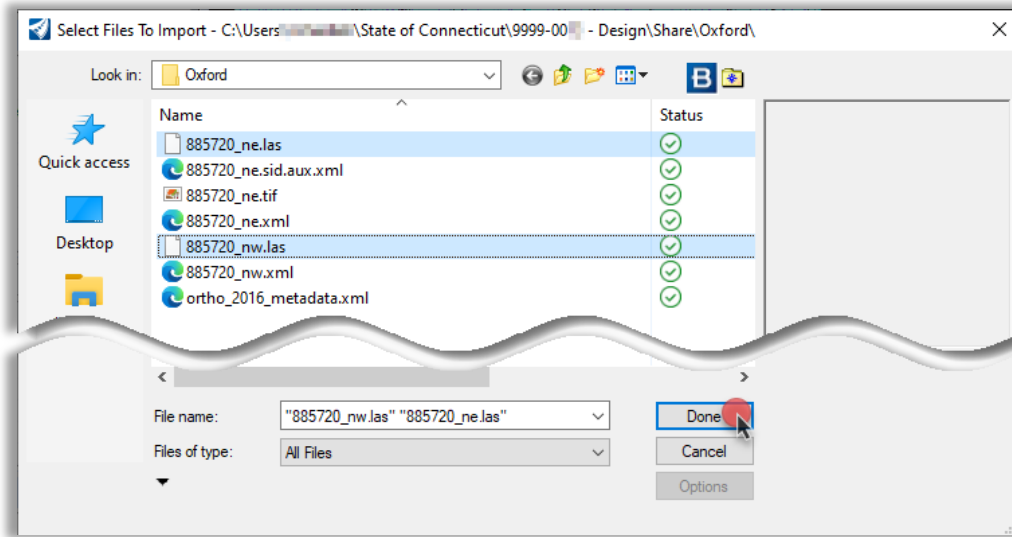 Select Files To Import - C:\Users\ \State of Connecticut\9999-00 - Design\Share\Oxford\
Look in: Oxford
B
Name Status
Quick access
Desktop
885720_ne.las
885720_ne.sid.aux.xml
885720_ne.tif
885720_ne.xml
885720_nw.las
885720_nw.xml
ortho_2016_metadata.xml
File name: "885720_nw.las" "885720_ne.las" Done
Files of type: All Files Cancel
Options